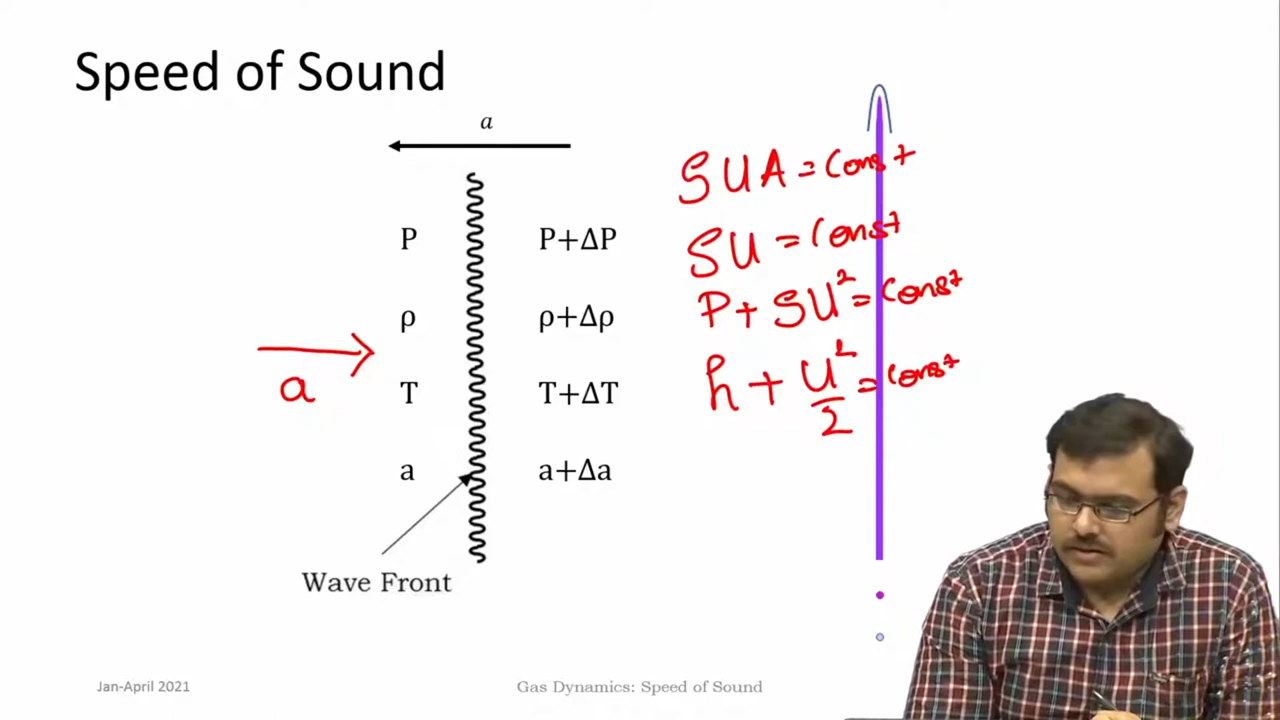 Speed of Sound
a
P P+ΔP
ρ ρ+Δρ
T T+ΔT
a a+Δa
a
Wave Front
ρUA = Const
ρU = Const
P + ρU² = Const
h + U²/2 = Const
Jan-April 2021
Gas Dynamics: Speed of Sound